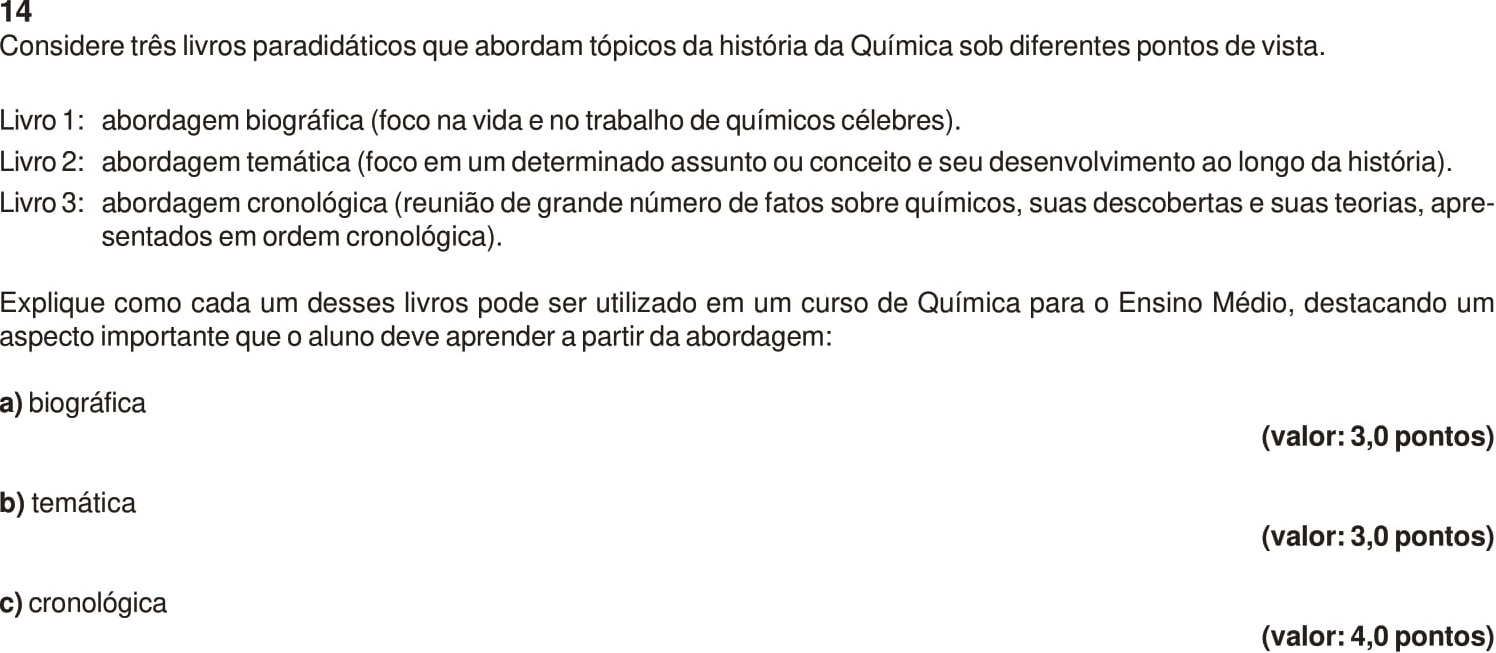 14
Considere três livros paradidáticos que abordam tópicos da história da Química sob diferentes pontos de vista.
Livro 1: abordagem biográfica (foco na vida e no trabalho de químicos célebres).
Livro 2: abordagem temática (foco em um determinado assunto ou conceito e seu desenvolvimento ao longo da história).
Livro 3: abordagem cronológica (reunião de grande número de fatos sobre químicos, suas descobertas e suas teorias, apre-
sentados em ordem cronológica).
Explique como cada um desses livros pode ser utilizado em um curso de Química para o Ensino Médio, destacando um
aspecto importante que o aluno deve aprender a partir da abordagem:
a) biográfica
(valor: 3,0 pontos)
b) temática
(valor: 3,0 pontos)
c) cronológica
(valor: 4,0 pontos)